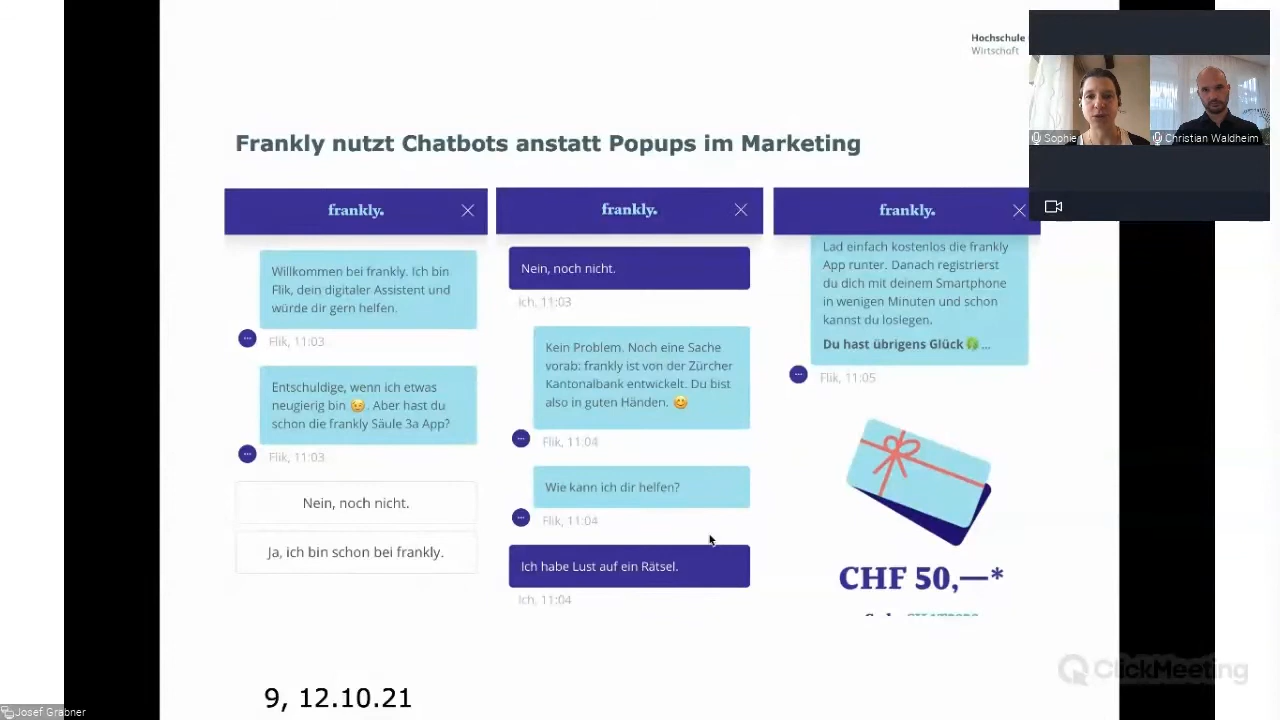 Hochschule
Wirtschaft
Sophie
Christian Waldheim
Frankly nutzt Chatbots anstatt Popups im Marketing
frankly.
Willkommen bei frankly. Ich bin
Flik, dein digitaler Assistent und
würde dir gern helfen.
Flik, 11:03
Entschuldige, wenn ich etwas
neugierig bin 😉. Aber hast du
schon die frankly Säule 3a App?
Flik, 11:03
Nein, noch nicht.
Ja, ich bin schon bei frankly.
frankly.
Nein, noch nicht.
Ich, 11:03
Kein Problem. Noch eine Sache
vorab: frankly ist von der Zürcher
Kantonalbank entwickelt. Du bist
also in guten Händen. 😊
Flik, 11:04
Wie kann ich dir helfen?
Flik, 11:04
Ich habe Lust auf ein Rätsel.
Ich, 11:04
frankly.
Lad einfach kostenlos die frankly
App runter. Danach registrierst
du dich mit deinem Smartphone
in wenigen Minuten und schon
kannst du loslegen.
Du hast übrigens Glück🍀...
Flik, 11:05
CHF 50,—*
ClickMeeting
9, 12.10.21
Josef Grabner